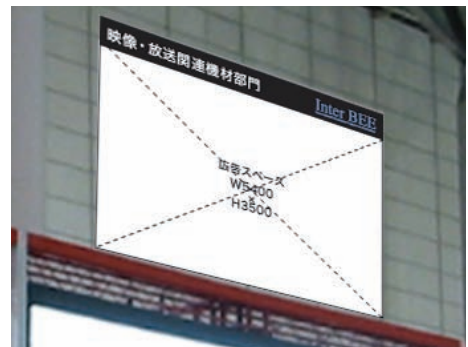 映像・放送関連機材部門
Inter BEE
広告スペース
W5400
×
H3500